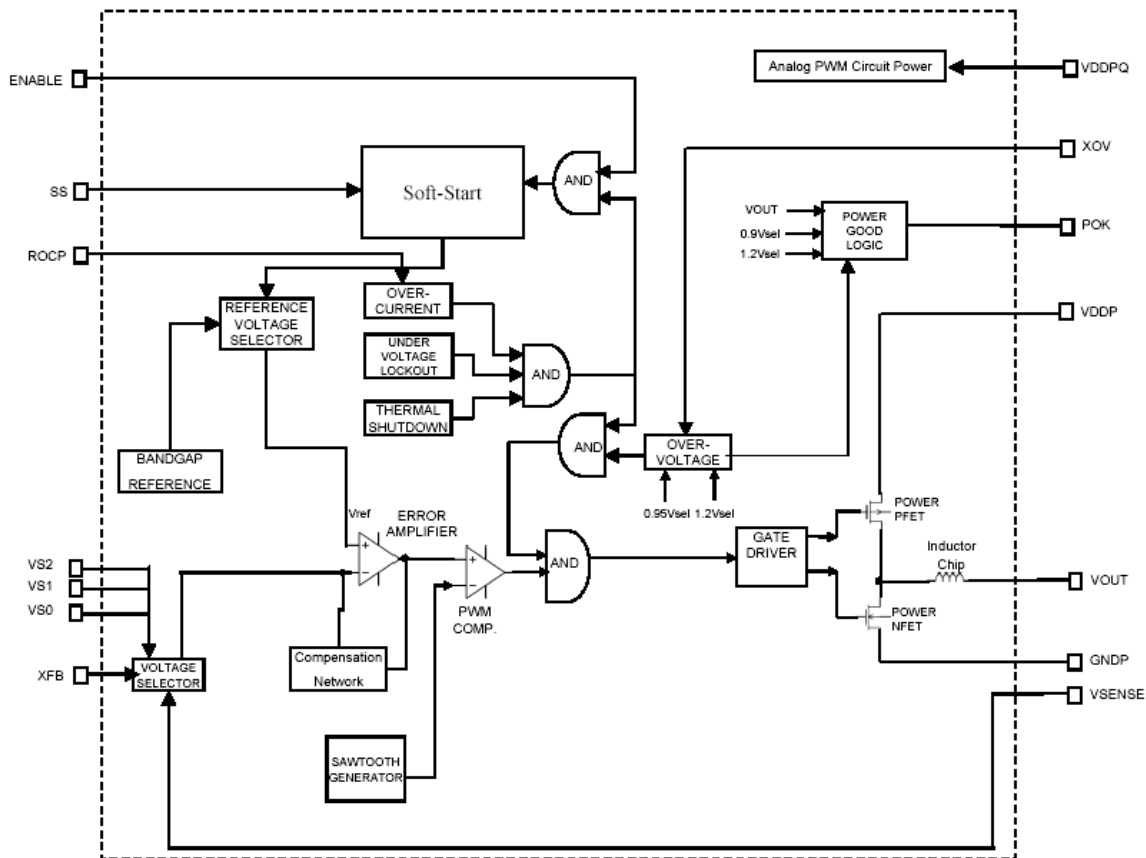 Analog PWM Circuit Power
VDDPQ
ENABLE
XOV
AND
SS
Soft-Start
VOUT
0.9Vsel
1.2Vsel
POWER
GOOD
LOGIC
POK
ROCP
OVER-
CURRENT
REFERENCE
VOLTAGE
SELECTOR
VDDP
UNDER
VOLTAGE
LOCKOUT
AND
THERMAL
SHUTDOWN
AND
OVER-
VOLTAGE
BANDGAP
REFERENCE
0.95Vsel
1.2Vsel
POWER
PFET
Vref
ERROR
AMPLIFIER
+
−
+
−
PWM
COMP.
AND
GATE
DRIVER
Inductor
Chip
VOUT
VS2
VS1
VS0
POWER
NFET
XFB
VOLTAGE
SELECTOR
Compensation
Network
GNDP
VSENSE
SAWTOOTH
GENERATOR